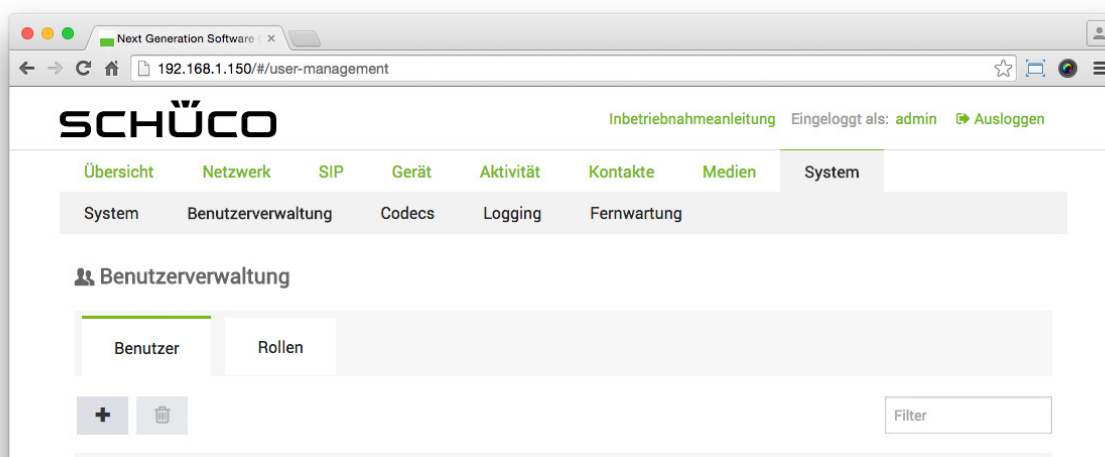 Next Generation Software
192.168.1.150/#/user-management
SCHÜCO
Inbetriebnahmeanleitung Eingeloggt als: admin Ausloggen
Übersicht Netzwerk SIP Gerät Aktivität Kontakte Medien System
System Benutzerverwaltung Codecs Logging Fernwartung
Benutzerverwaltung
Benutzer Rollen
Filter